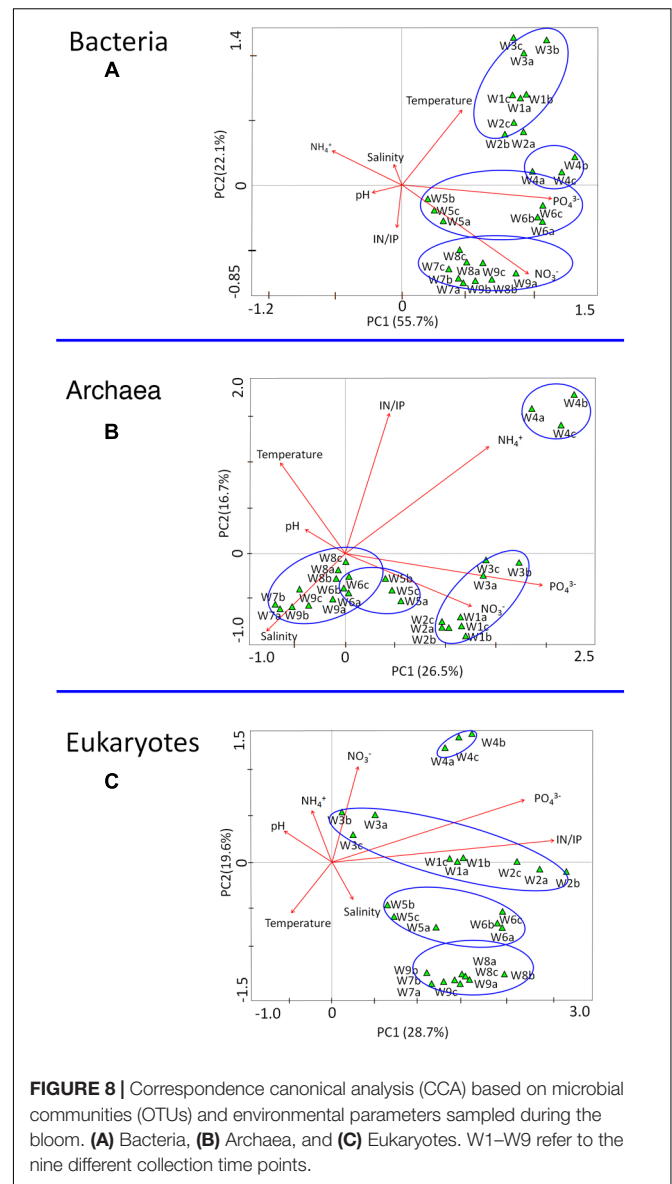 Bacteria
A
1.4
W3c W3b
W3a
W1c W1b
W1a
Temperature
W2c
W2b W2a
NH₄⁺
Salinity
W4b
W4a W4c
PC2(22.1%)
0
pH
PO₄³⁻
W5b
W5c
W5a
W6c
W6b
W6a
IN/IP
W8c
W7c W8a W9c
NO₃⁻
W7b W9a
W7a W9b W8b
-0.85
-1.2 0 1.5
PC1 (55.7%)
Archaea
B
2.0
IN/IP
W4b
W4a
W4c
NH₄⁺
Temperature
PC2(16.7%)
pH
0
W8c
W8a
W8b
W5b
W3c W3b
W3a
PO₄³⁻
W6c
W6b
W5c
W7b W9c W6a
W5a
NO₃⁻
W7a W9b W9a
W2c W1a
W2a W1c
W2b W1b
Salinity
-1.0
-1.0 0 2.5
PC1 (26.5%)
Eukaryotes
C
1.5
W4b
W4c
W4a
NO₃⁻
NH₄⁺
PO₄³⁻
pH
W3b W3a
W3c
IN/IP
PC2(19.6%)
0
W1c W1b
W1a
W2c
W2a
W2b
Salinity
Temperature
W5b
W5c
W5a
W6c
W6b
W6a
W8a
W9b W8c W8b
W7b W9a
W7a W9c
-1.5
-1.0 0 3.0
PC1 (28.7%)
FIGURE 8 | Correspondence canonical analysis (CCA) based on microbial
communities (OTUs) and environmental parameters sampled during the
bloom. (A) Bacteria, (B) Archaea, and (C) Eukaryotes. W1–W9 refer to the
nine different collection time points.